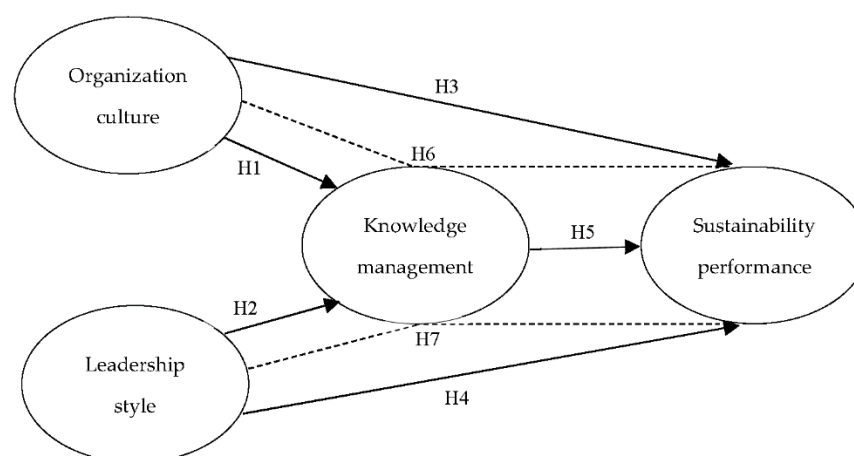 Organization
culture
H3
H6
H1
Knowledge
management
H5
Sustainability
performance
H2
H7
Leadership
style
H4